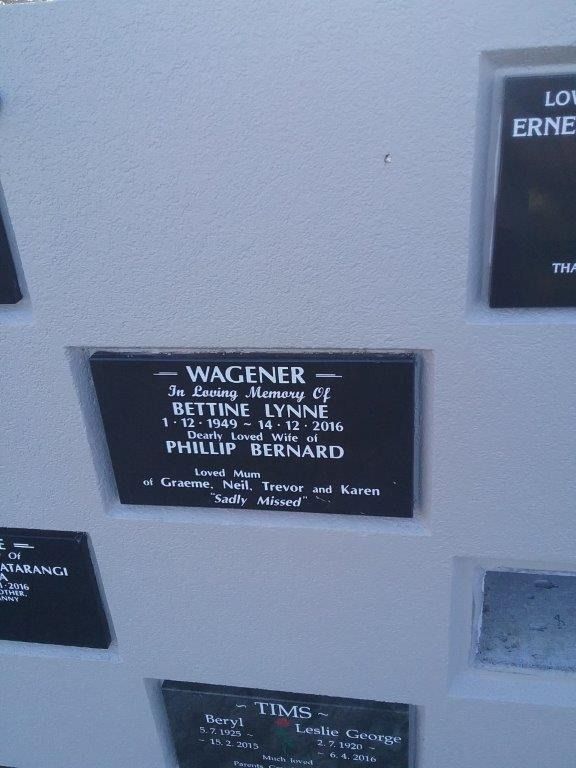 LOV
ERNE
THA
WAGENER
In Loving Memory Of
BETTINE LYNNE
1 · 12 · 1949 ~ 14 · 12 · 2016
Dearly Loved Wife of
PHILLIP BERNARD
Loved Mum
of Graeme, Neil, Trevor and Karen
"Sadly Missed"
E
Of
ATARANGI
A
1 · 2016
OTHER,
ANNY
~ TIMS ~
Beryl
5. 7. 1925 ~
~ 15. 2. 2015
Leslie George
2. 7. 1920 ~
~ 6. 4. 2016
Much loved
Parents,